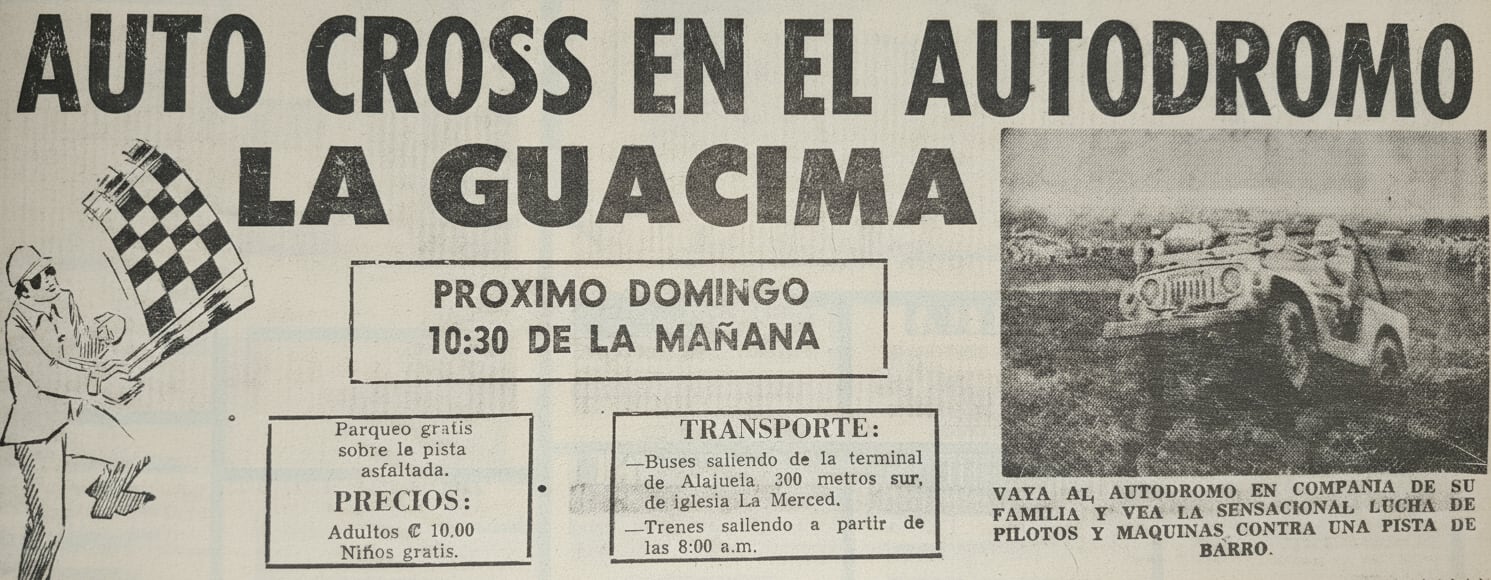 AUTO CROSS EN EL AUTODROMO
LA GUACIMA
PROXIMO DOMINGO
10:30 DE LA MAÑANA
Parqueo gratis
sobre la pista
asfaltada.
PRECIOS:
Adultos ₡ 10.00
Niños gratis.
TRANSPORTE:
—Buses saliendo de la terminal
de Alajuela, 300 metros sur,
de iglesia La Merced.
—Trenes saliendo a partir de
las 8:00 a.m.
VAYA AL AUTODROMO EN COMPANIA DE SU
FAMILIA Y VEA LA SENSACIONAL LUCHA DE
PILOTOS Y MAQUINAS CONTRA UNA PISTA DE
BARRO.